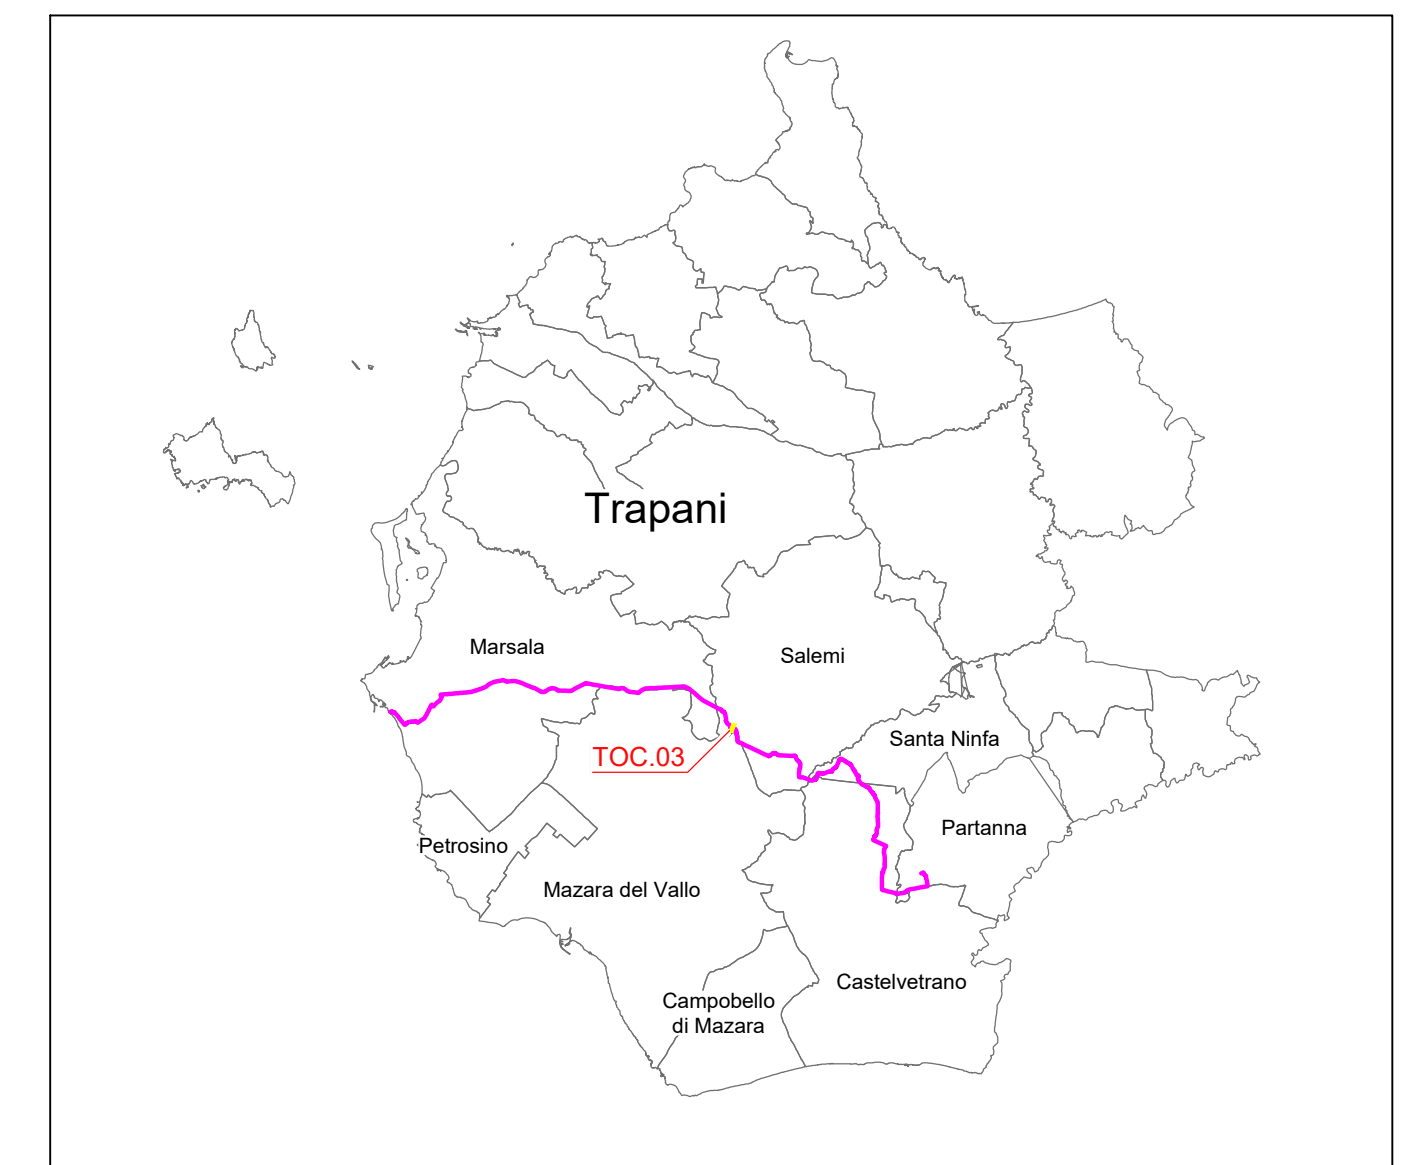 Trapani
Marsala
Salemi
Santa Ninfa
TOC.03
Partanna
Petrosino
Mazara del Vallo
Castelvetrano
Campobello
di Mazara